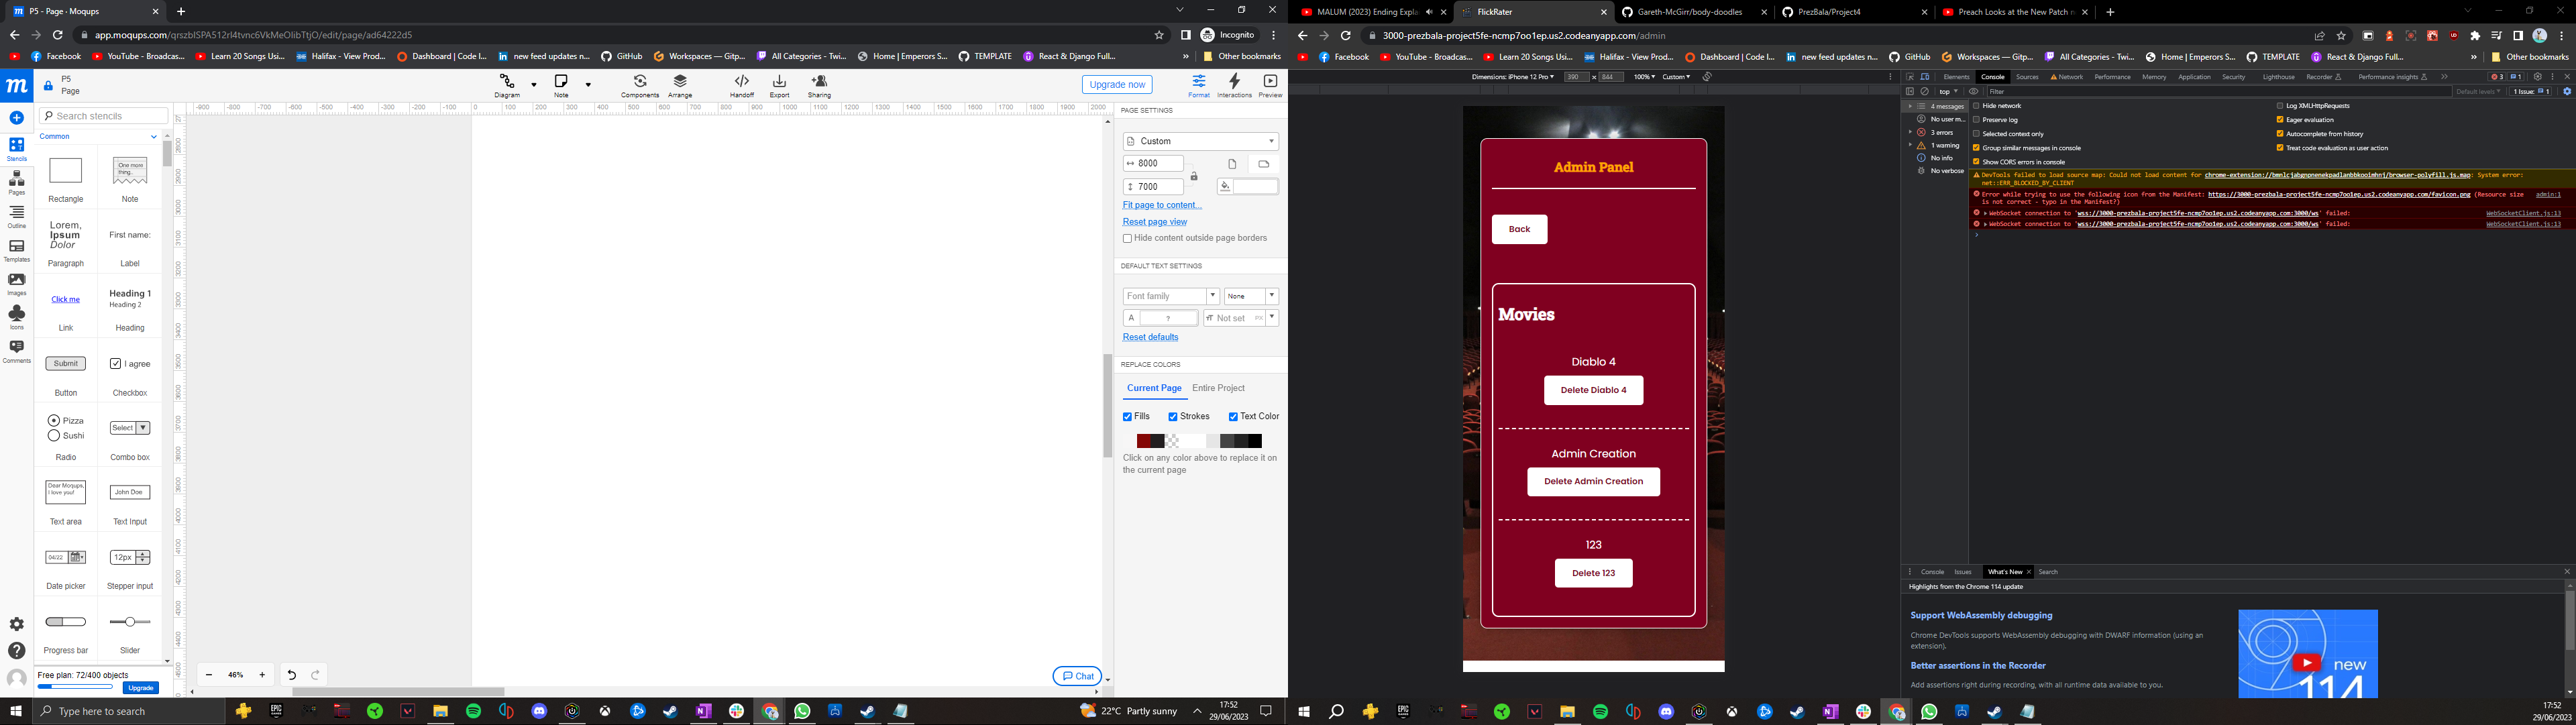 P5 - Page · Moqups
app.moqups.com/qrszblSPA512rl4tvnc6VkMeOlibTtjO/edit/page/ad64222d5
Incognito
Facebook
YouTube - Broadcas...
Learn 20 Songs Usi...
Halifax - View Prod...
Dashboard | Code I...
new feed updates n...
GitHub
Workspaces — Gitp...
All Categories - Twi...
Home | Emperors S...
TEMPLATE
React & Django Full...
Other bookmarks
P5
Page
Diagram
Note
Components
Arrange
Handoff
Export
Sharing
Upgrade now
Format
Interactions
Preview
Search stencils
Common
Stencils
Pages
Outline
Templates
Images
Icons
Comments
Rectangle
One more thing..
Note
Lorem,
Ipsum
Dolor
Paragraph
First name:
Label
Click me
Link
Heading 1
Heading 2
Heading
Submit
Button
I agree
Checkbox
Pizza
Sushi
Radio
Select
Combo box
Dear Moqups,
I love you!
Text area
John Doe
Text Input
04/22
Date picker
12px
Stepper input
Progress bar
Slider
Free plan: 72/400 objects
Upgrade
-900 -800 -700 -600 -500 -400 -300 -200 -100 0 100 200 300 400 500 600 700 800 900 1000 1100 1200 1300 1400 1500 1600 1700 1800 1900 2000
46%
Chat
PAGE SETTINGS
Custom
8000
7000
Fit page to content...
Reset page view
Hide content outside page borders
DEFAULT TEXT SETTINGS
Font family
None
A
?
Not set
Reset defaults
REPLACE COLORS
Current Page
Entire Project
Fills
Strokes
Text Color
Click on any color above to replace it on
the current page
Type here to search
22°C Partly sunny
17:52
29/06/2023
MALUM (2023) Ending Expla
FlickRater
Gareth-McGirr/body-doodles
PrezBala/Project4
Preach Looks at the New Patch n
3000-prezbala-project5fe-ncmp7oo1ep.us2.codeanyapp.com/admin
Facebook
YouTube - Broadcas...
Learn 20 Songs Usi...
Halifax - View Prod...
Dashboard | Code I...
new feed updates n...
GitHub
Workspaces — Gitp...
All Categories - Twi...
Home | Emperors S...
TEMPLATE
React & Django Full...
Other bookmarks
Dimensions: iPhone 12 Pro
390 x 844
100%
Custom
Admin Panel
Back
Movies
Diablo 4
Delete Diablo 4
Admin Creation
Delete Admin Creation
123
Delete 123
Elements
Console
Sources
Network
Performance
Memory
Application
Security
Lighthouse
Recorder
Performance insights
3
1
top
Filter
Default levels
1 Issue: 1
4 messages
No user m...
3 errors
1 warning
No info
No verbose
Hide network
Preserve log
Selected context only
Group similar messages in console
Show CORS errors in console
Log XMLHttpRequests
Eager evaluation
Autocomplete from history
Treat code evaluation as user action
DevTools failed to load source map: Could not load content for chrome-extension://bmnlcjabgnpnenekpadlanbbkooimhnj/browser-polyfill.js.map: System error:
net::ERR_BLOCKED_BY_CLIENT
Error while trying to use the following icon from the Manifest: https://3000-prezbala-project5fe-ncmp7oo1ep.us2.codeanyapp.com/favicon.png (Resource size
admin:1
is not correct - typo in the Manifest?)
WebSocket connection to 'wss://3000-prezbala-project5fe-ncmp7oo1ep.us2.codeanyapp.com:3000/ws' failed:
WebSocketClient.js:13
WebSocket connection to 'wss://3000-prezbala-project5fe-ncmp7oo1ep.us2.codeanyapp.com:3000/ws' failed:
WebSocketClient.js:13
Console
Issues
What's New
Search
Highlights from the Chrome 114 update
Support WebAssembly debugging
Chrome DevTools supports WebAssembly debugging with DWARF information (using an
extension).
Better assertions in the Recorder
Add assertions right during recording, with all runtime data available to you.
new
114
17:52
29/06/2023